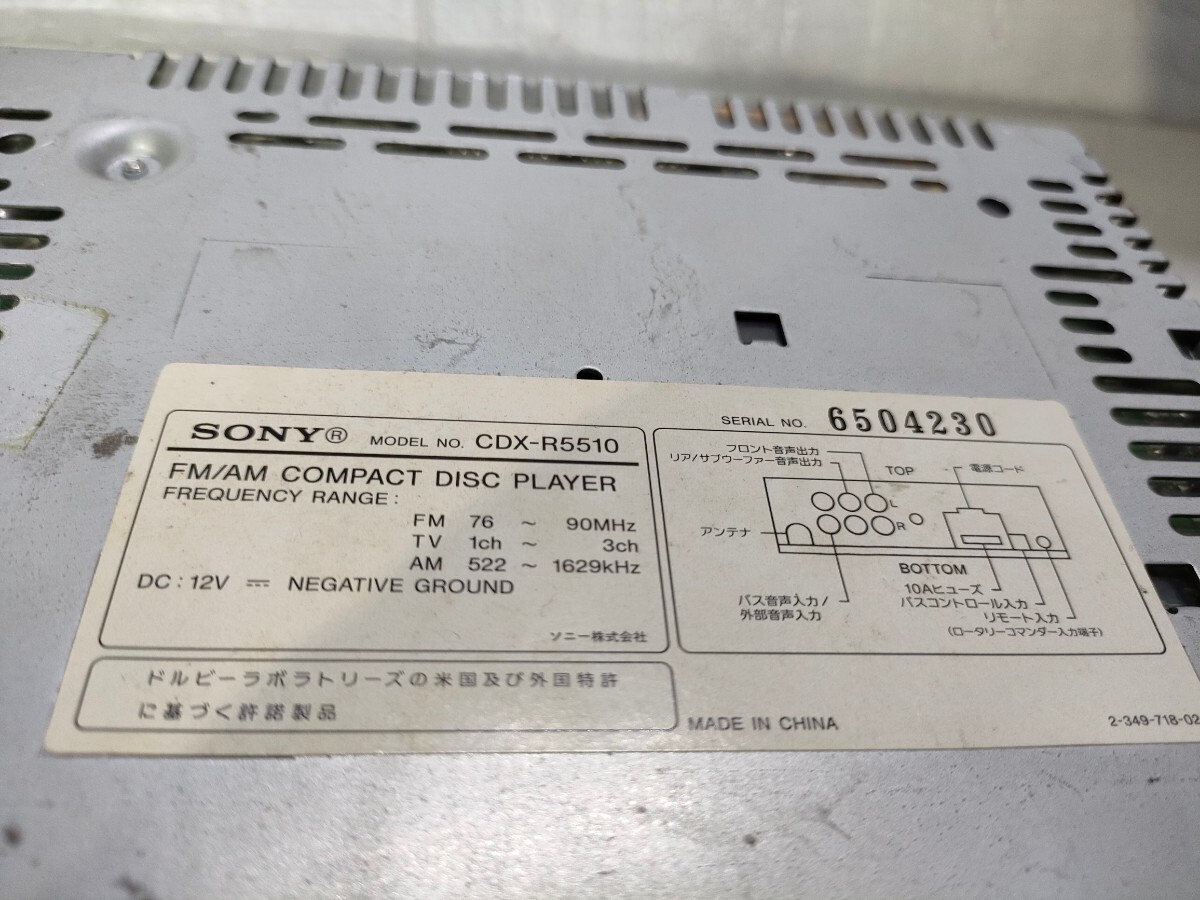 SONY® MODEL NO. CDX-R5510
FM/AM COMPACT DISC PLAYER
FREQUENCY RANGE :
FM 76 ~ 90MHz
TV 1ch ~ 3ch
AM 522 ~ 1629kHz
DC : 12V ⎓ NEGATIVE GROUND
ソニー株式会社
ドルビーラボラトリーズの米国及び外国特許
に基づく許諾製品
SERIAL NO. 6504230
フロント音声出力
リア/サブウーファー音声出力
TOP
電源コード
L
R
アンテナ
BOTTOM
バス音声入力/
外部音声入力
10Aヒューズ
バスコントロール入力
リモート入力
(ロータリーコマンダー入力端子)
MADE IN CHINA
2-349-718-02